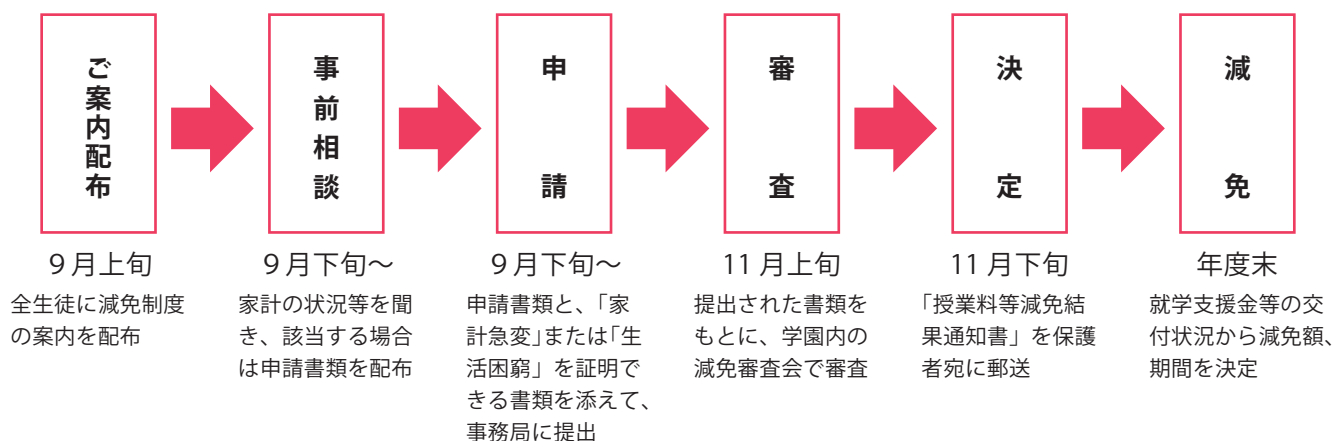 ご案内配布
事前相談
申請
審査
決定
減免
9月上旬
全生徒に減免制度
の案内を配布
9月下旬～
家計の状況等を聞
き、該当する場合
は申請書類を配布
9月下旬～
申請書類と、「家
計急変」または「生
活困窮」を証明で
きる書類を添えて、
事務局に提出
11月上旬
提出された書類を
もとに、学園内の
減免審査会で審査
11月下旬
「授業料等減免結
果通知書」を保護
者宛に郵送
年度末
就学支援金等の交
付状況から減免額、
期間を決定